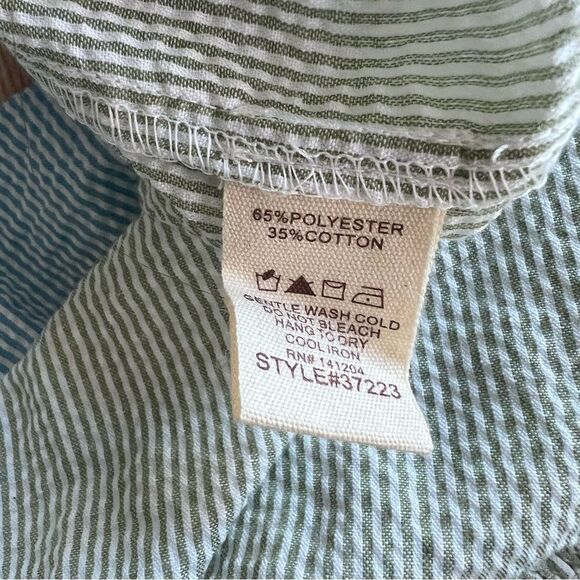 65%POLYESTER
35%COTTON
GENTLE WASH COLD
DO NOT BLEACH
HANG TO DRY
COOL IRON
RN# 141204
STYLE#37223